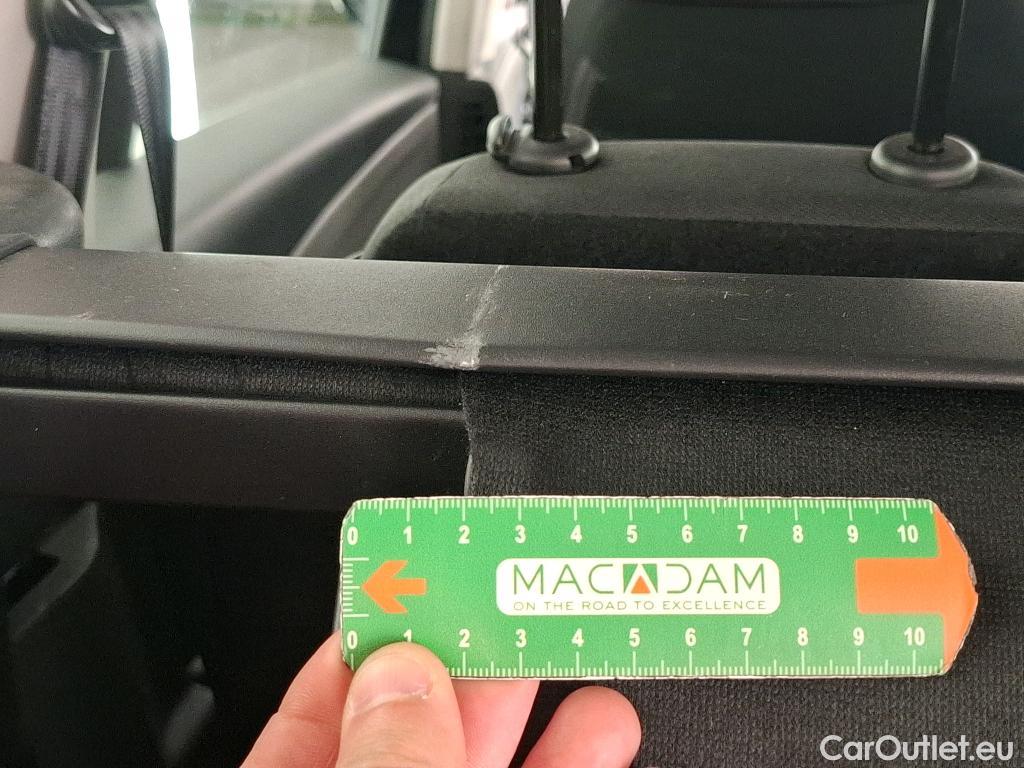 0 1 2 3 4 5 6 7 8 9 10
MACADAM
ON THE ROAD TO EXCELLENCE
0 1 2 3 4 5 6 7 8 9 10
CarOutlet.eu